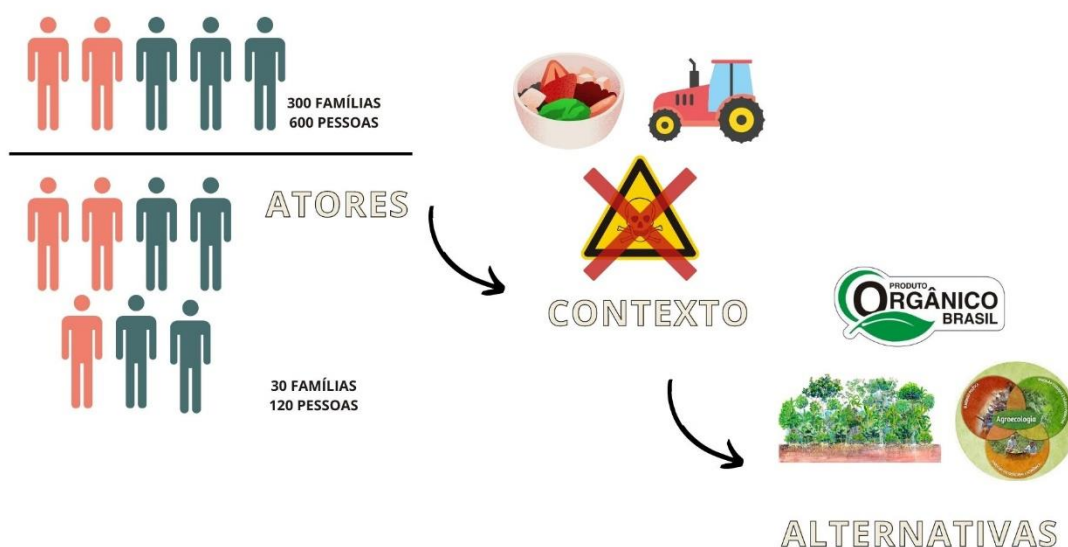 300 FAMÍLIAS
600 PESSOAS
ATORES
30 FAMÍLIAS
120 PESSOAS
CONTEXTO
PRODUTO
ORGÂNICO
BRASIL
Agroecologia
ALTERNATIVAS